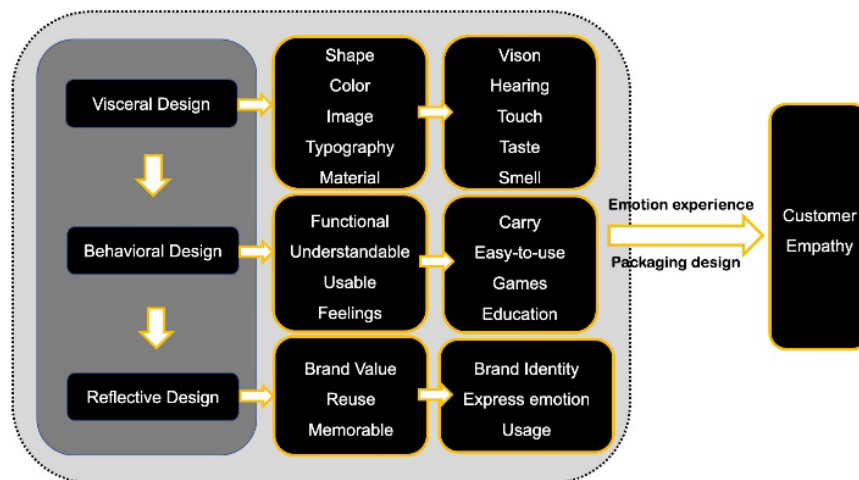 Visceral Design
Shape
Color
Image
Typography
Material
Vison
Hearing
Touch
Taste
Smell
Behavioral Design
Functional
Understandable
Usable
Feelings
Carry
Easy-to-use
Games
Education
Reflective Design
Brand Value
Reuse
Memorable
Brand Identity
Express emotion
Usage
Emotion experience
Packaging design
Customer
Empathy